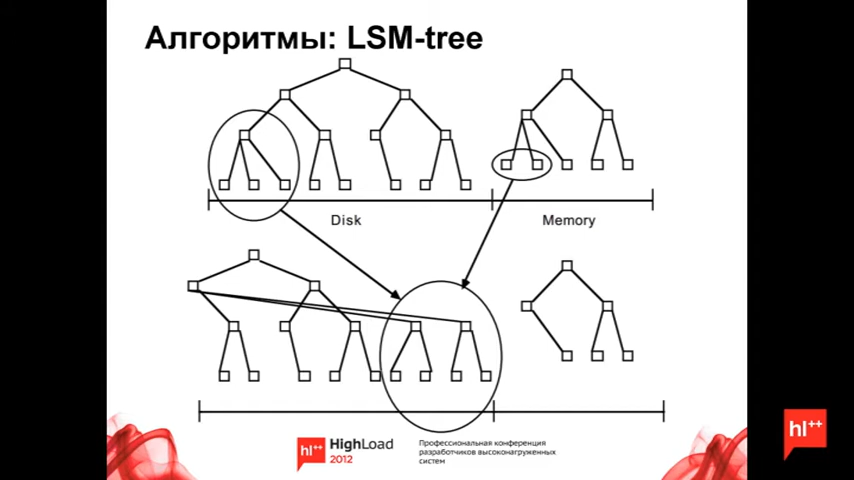 Алгоритмы: LSM-tree
Disk
Memory
HighLoad
2012
Профессиональная конференция
разработчиков высоконагруженных
систем
hl++
hl++